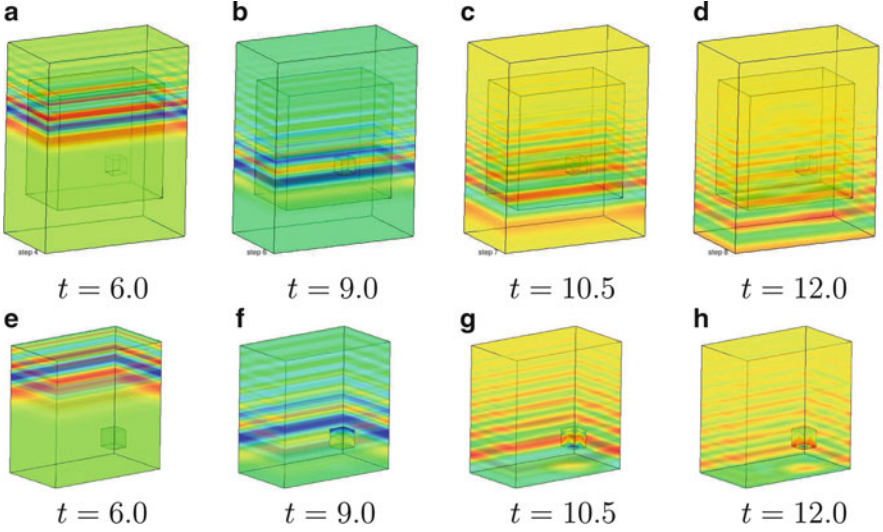 a
b
c
d
step 4
step 6
step 7
step 8
t = 6.0
t = 9.0
t = 10.5
t = 12.0
e
f
g
h
t = 6.0
t = 9.0
t = 10.5
t = 12.0